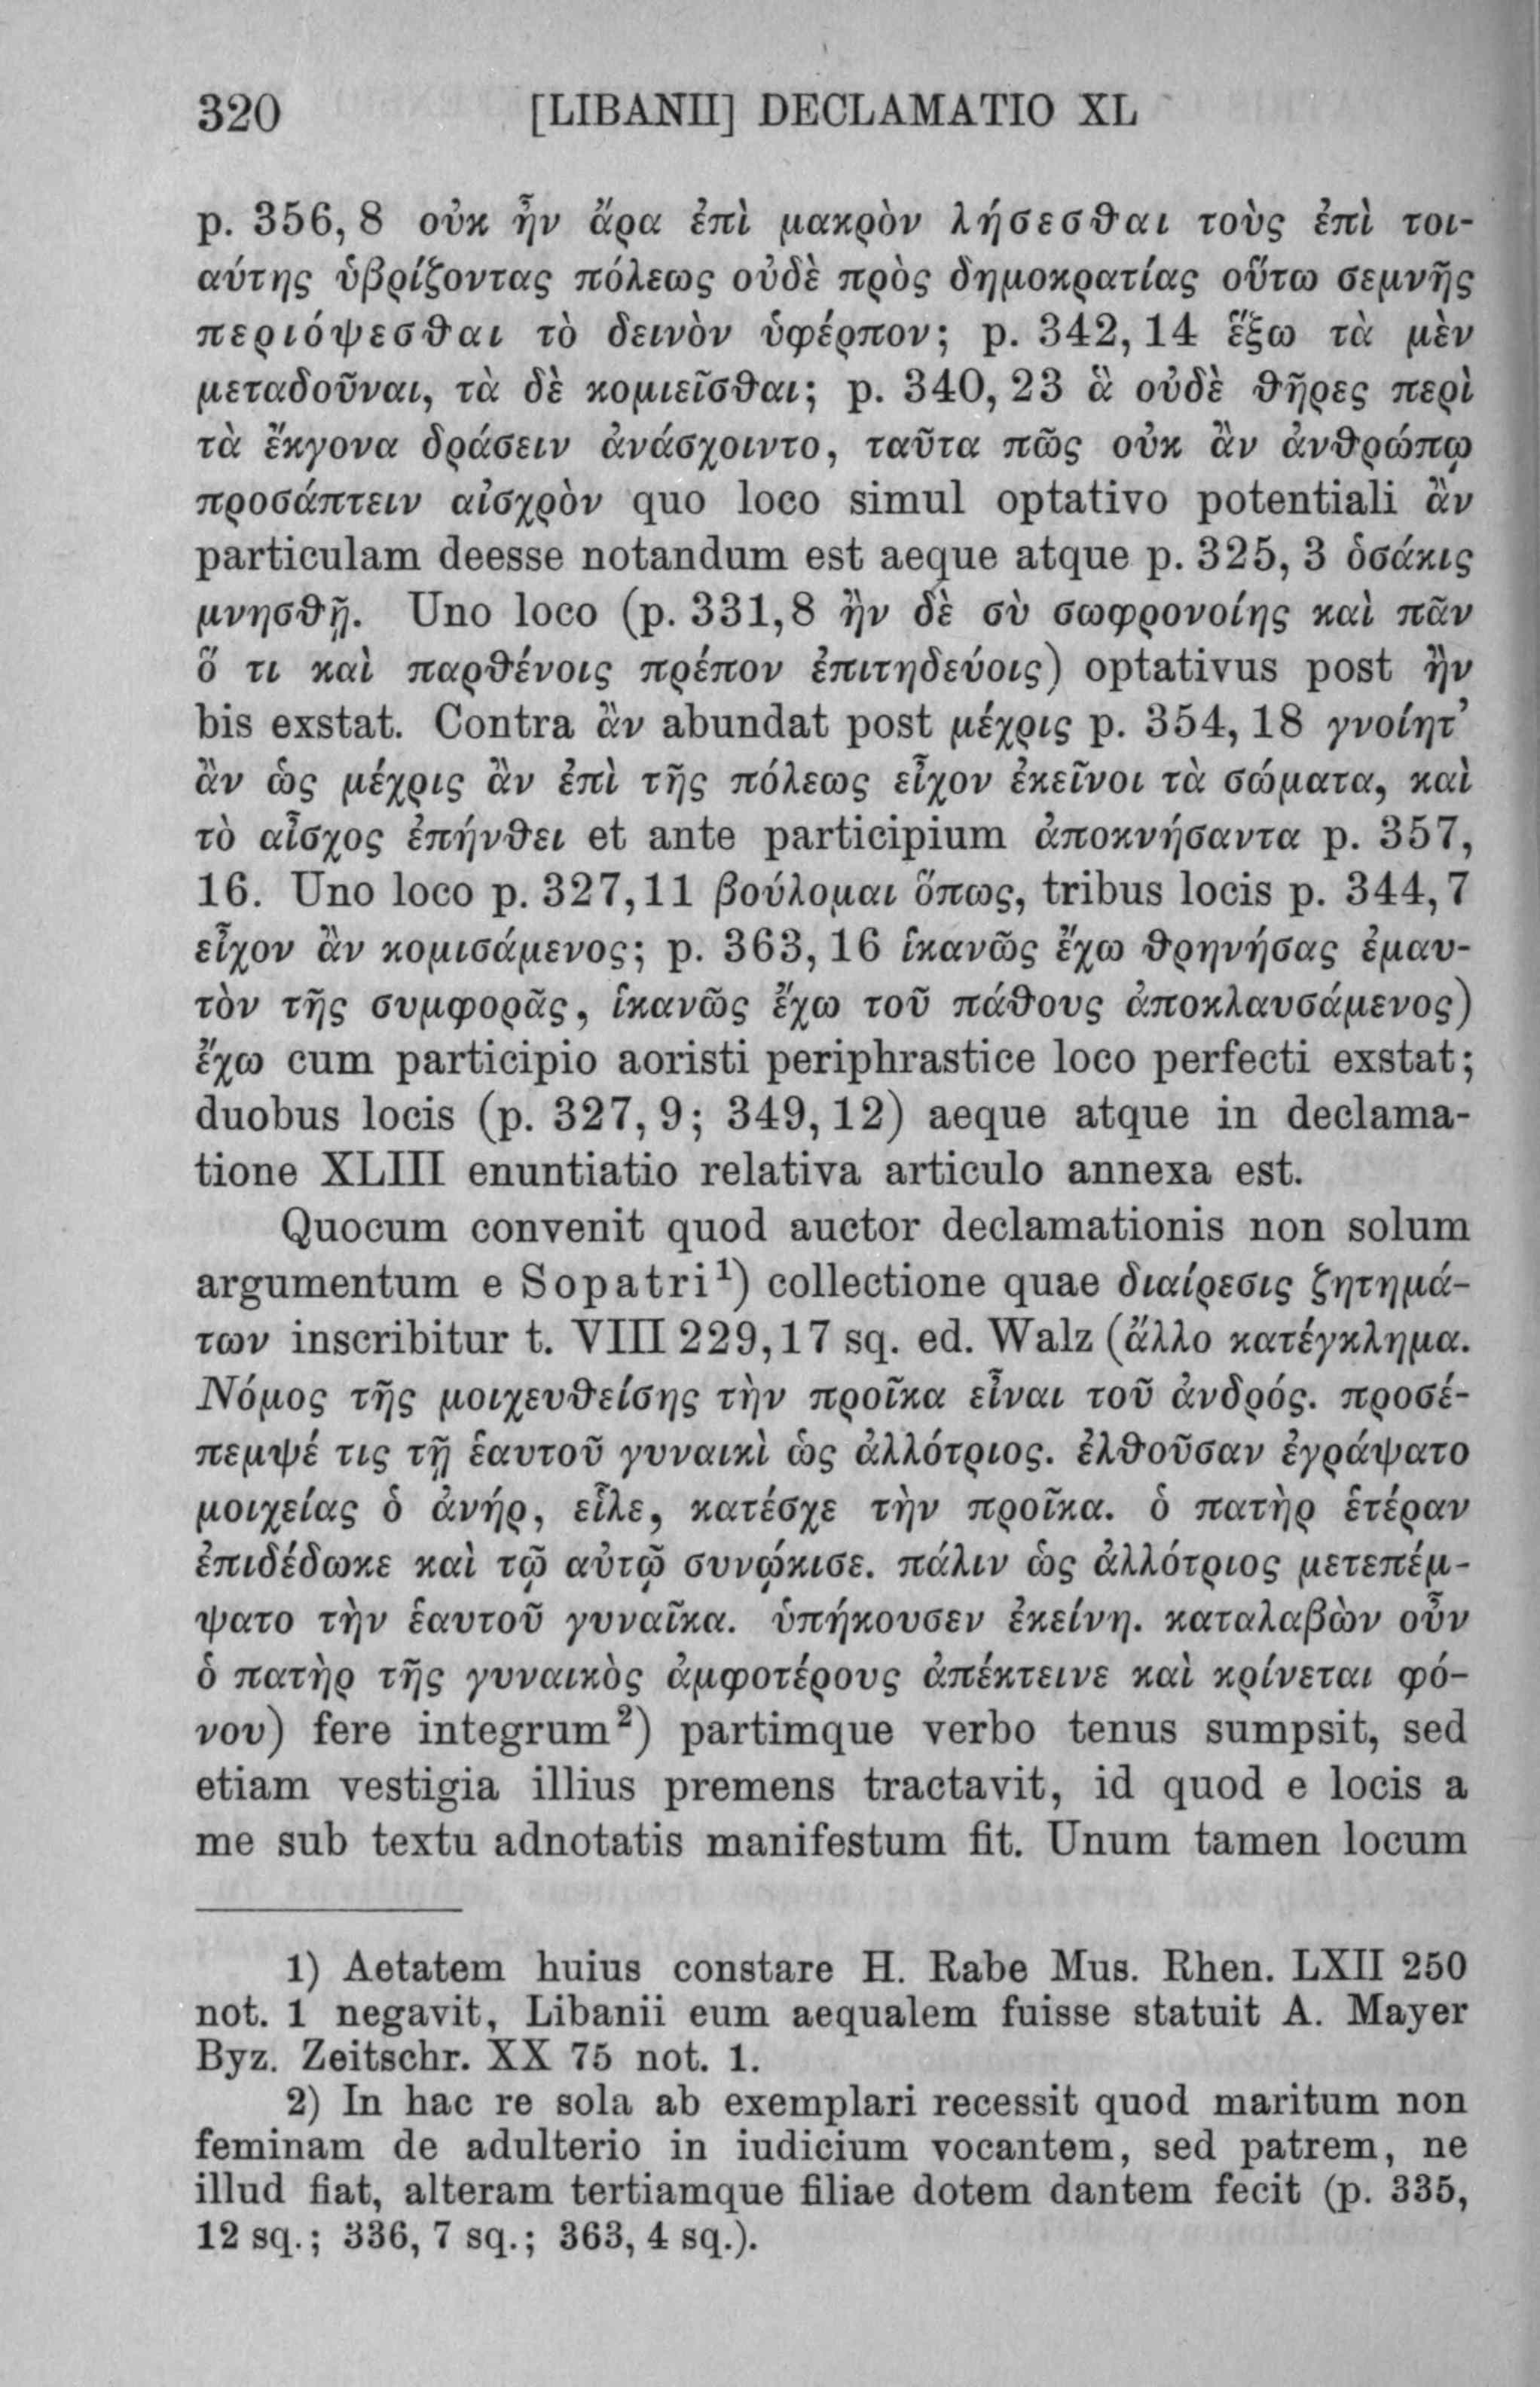 320 [LIBANII] DECLAMATIO XL
p. 356, 8 οὐκ ἦν ἄρα ἐπὶ μακρὸν λήσεσθαι τοὺς ἐπὶ τοι-
αύτης ὑβρίζοντας πόλεως οὐδὲ πρὸς δημοκρατίας οὕτω σεμνῆς
περιόψεσθαι τὸ δεινὸν ὑφέρπον; p. 342, 14 ἕξω τὰ μὲν
μεταδοῦναι, τὰ δὲ κομιεῖσθαι; p. 340, 23 ἃ οὐδὲ θῆρες περὶ
τὰ ἔκγονα δράσειν ἀνάσχοιντο, ταῦτα πῶς οὐκ ἂν ἀνθρώπῳ
προσάπτειν αἰσχρὸν quo loco simul optativo potentiali ἂν
particulam deesse notandum est aeque atque p. 325, 3 ὁσάκις
μνησθῇ. Uno loco (p. 331, 8 ἢν δὲ σὺ σωφρονοίης καὶ πᾶν
ὅ τι καὶ παρθένοις πρέπον ἐπιτηδεύοις) optativus post ἢν
bis exstat. Contra ἂν abundat post μέχρις p. 354, 18 γνοίητ’
ἂν ὡς μέχρις ἂν ἐπὶ τῆς πόλεως εἶχον ἐκεῖνοι τὰ σώματα, καὶ
τὸ αἶσχος ἐπήνθει et ante participium ἀποκνήσαντα p. 357,
16. Uno loco p. 327, 11 βούλομαι ὅπως, tribus locis p. 344, 7
εἶχον ἂν κομισάμενος; p. 363, 16 ἱκανῶς ἔχω θρηνήσας ἐμαυ-
τὸν τῆς συμφορᾶς, ἱκανῶς ἔχω τοῦ πάθους ἀποκλαυσάμενος)
ἔχω cum participio aoristi periphrastice loco perfecti exstat;
duobus locis (p. 327, 9; 349, 12) aeque atque in declama-
tione XLIII enuntiatio relativa articulo annexa est.
Quocum convenit quod auctor declamationis non solum
argumentum e Sopatri¹) collectione quae διαίρεσις ζητημά-
των inscribitur t. VIII 229, 17 sq. ed. Walz (ἄλλο κατέγκλημα.
Νόμος τῆς μοιχευθείσης τὴν προῖκα εἶναι τοῦ ἀνδρός. προσέ-
πεμψέ τις τῇ ἑαυτοῦ γυναικὶ ὡς ἀλλότριος. ἐλθοῦσαν ἐγράψατο
μοιχείας ὁ ἀνήρ, εἷλε, κατέσχε τὴν προῖκα. ὁ πατὴρ ἑτέραν
ἐπιδέδωκε καὶ τῷ αὐτῷ συνῴκισε. πάλιν ὡς ἀλλότριος μετεπέμ-
ψατο τὴν ἑαυτοῦ γυναῖκα. ὑπήκουσεν ἐκείνη. καταλαβὼν οὖν
ὁ πατὴρ τῆς γυναικὸς ἀμφοτέρους ἀπέκτεινε καὶ κρίνεται φό-
νου) fere integrum²) partimque verbo tenus sumpsit, sed
etiam vestigia illius premens tractavit, id quod e locis a
me sub textu adnotatis manifestum fit. Unum tamen locum
1) Aetatem huius constare H. Rabe Mus. Rhen. LXII 250
not. 1 negavit, Libanii eum aequalem fuisse statuit A. Mayer
Byz. Zeitschr. XX 75 not. 1.
2) In hac re sola ab exemplari recessit quod maritum non
feminam de adulterio in iudicium vocantem, sed patrem, ne
illud fiat, alteram tertiamque filiae dotem dantem fecit (p. 335,
12 sq.; 336, 7 sq.; 363, 4 sq.).